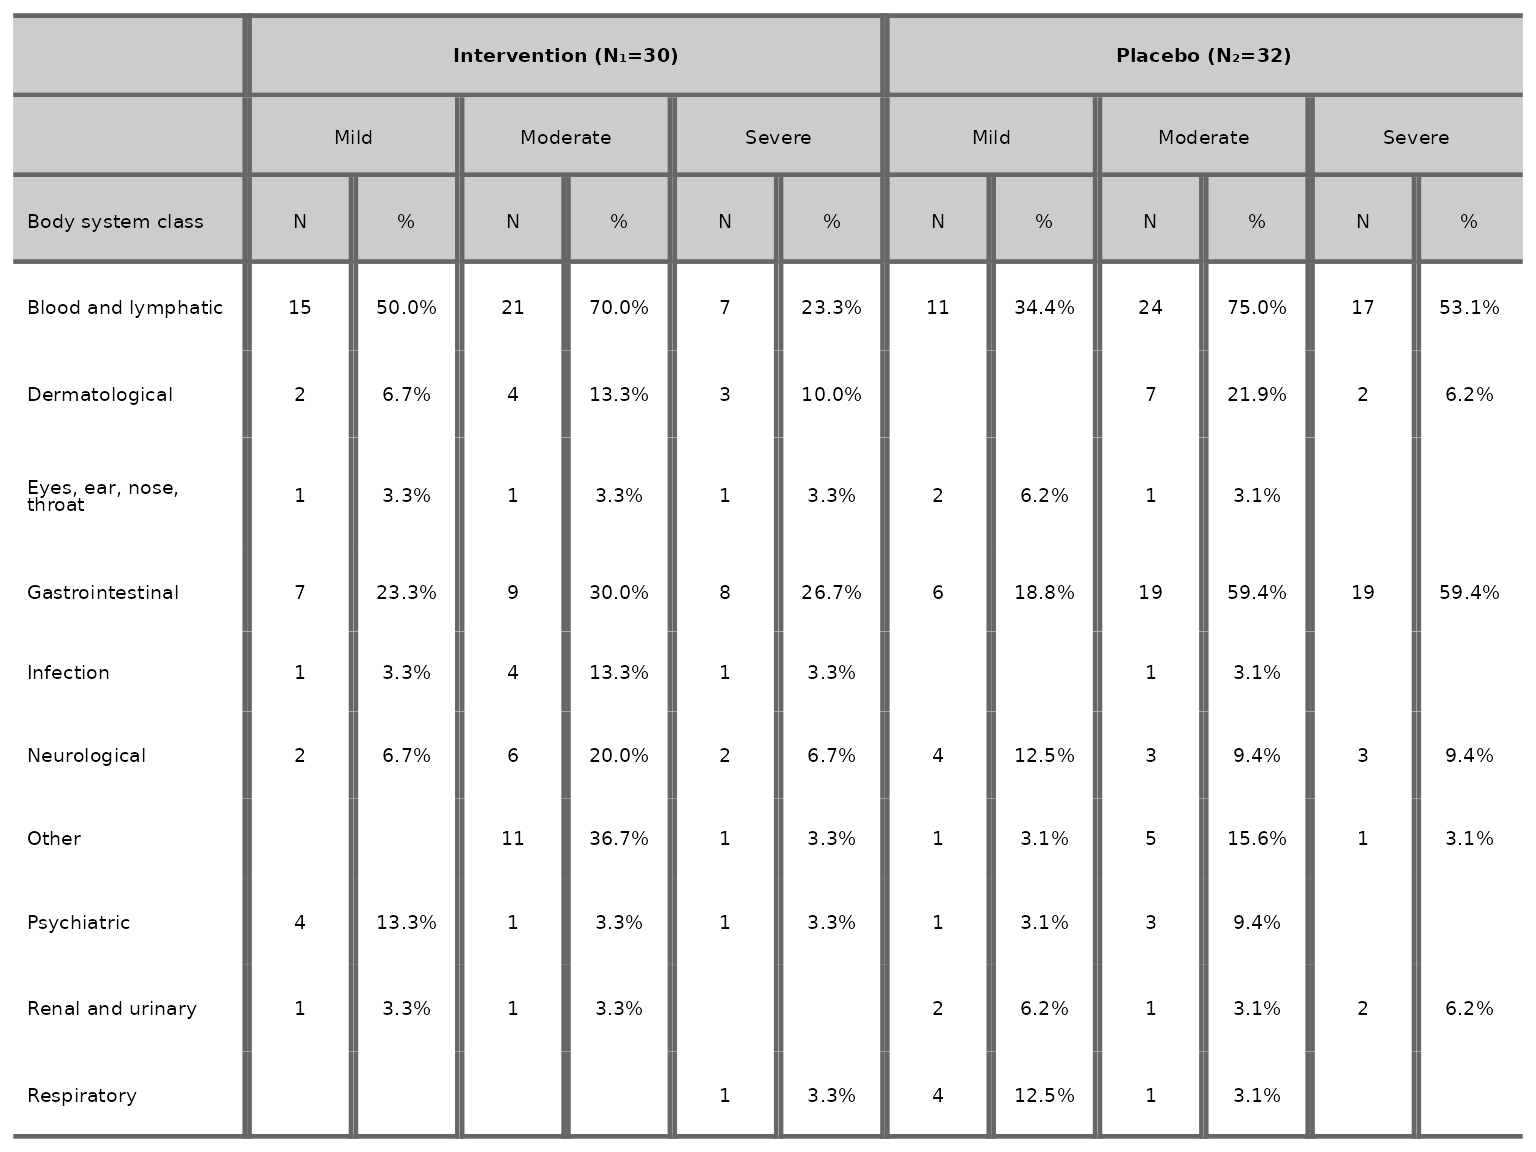 Intervention (N₁=30) Placebo (N₂=32)
Mild Moderate Severe Mild Moderate Severe
Body system class N % N % N % N % N % N %
Blood and lymphatic 15 50.0% 21 70.0% 7 23.3% 11 34.4% 24 75.0% 17 53.1%
Dermatological 2 6.7% 4 13.3% 3 10.0% 7 21.9% 2 6.2%
Eyes, ear, nose,
throat 1 3.3% 1 3.3% 1 3.3% 2 6.2% 1 3.1%
Gastrointestinal 7 23.3% 9 30.0% 8 26.7% 6 18.8% 19 59.4% 19 59.4%
Infection 1 3.3% 4 13.3% 1 3.3% 1 3.1%
Neurological 2 6.7% 6 20.0% 2 6.7% 4 12.5% 3 9.4% 3 9.4%
Other 11 36.7% 1 3.3% 1 3.1% 5 15.6% 1 3.1%
Psychiatric 4 13.3% 1 3.3% 1 3.3% 1 3.1% 3 9.4%
Renal and urinary 1 3.3% 1 3.3% 2 6.2% 1 3.1% 2 6.2%
Respiratory 1 3.3% 4 12.5% 1 3.1%